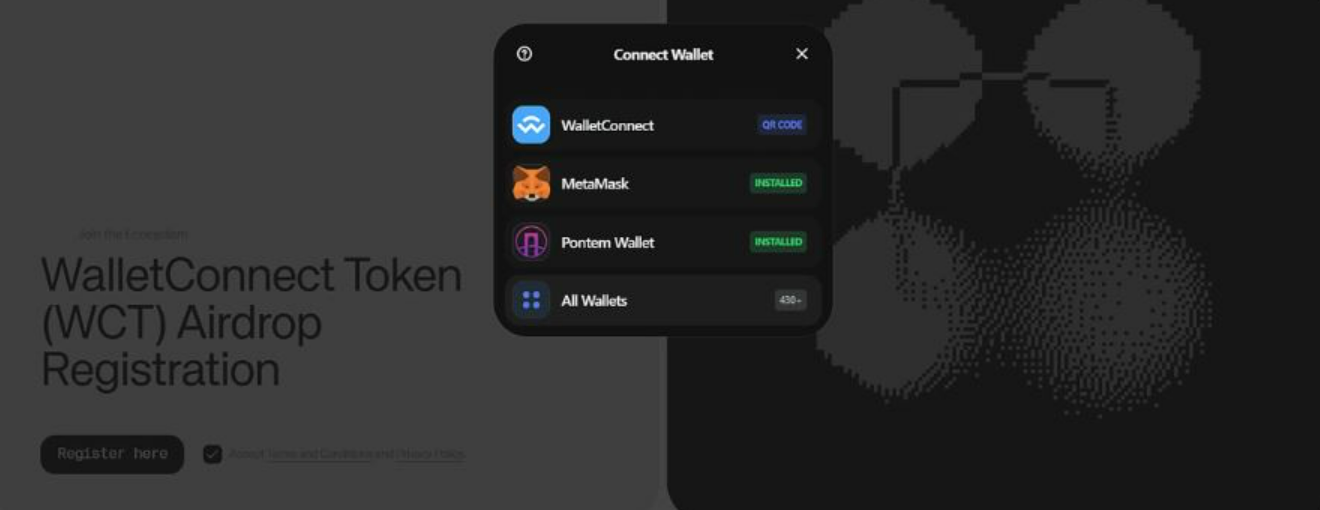 Connect Wallet
WalletConnect
QR CODE
MetaMask
INSTALLED
Pontem Wallet
INSTALLED
All Wallets
430+
Join the Ecosystem
WalletConnect Token
(WCT) Airdrop
Registration
Register here
Accept Terms and Conditions and Privacy Policy.